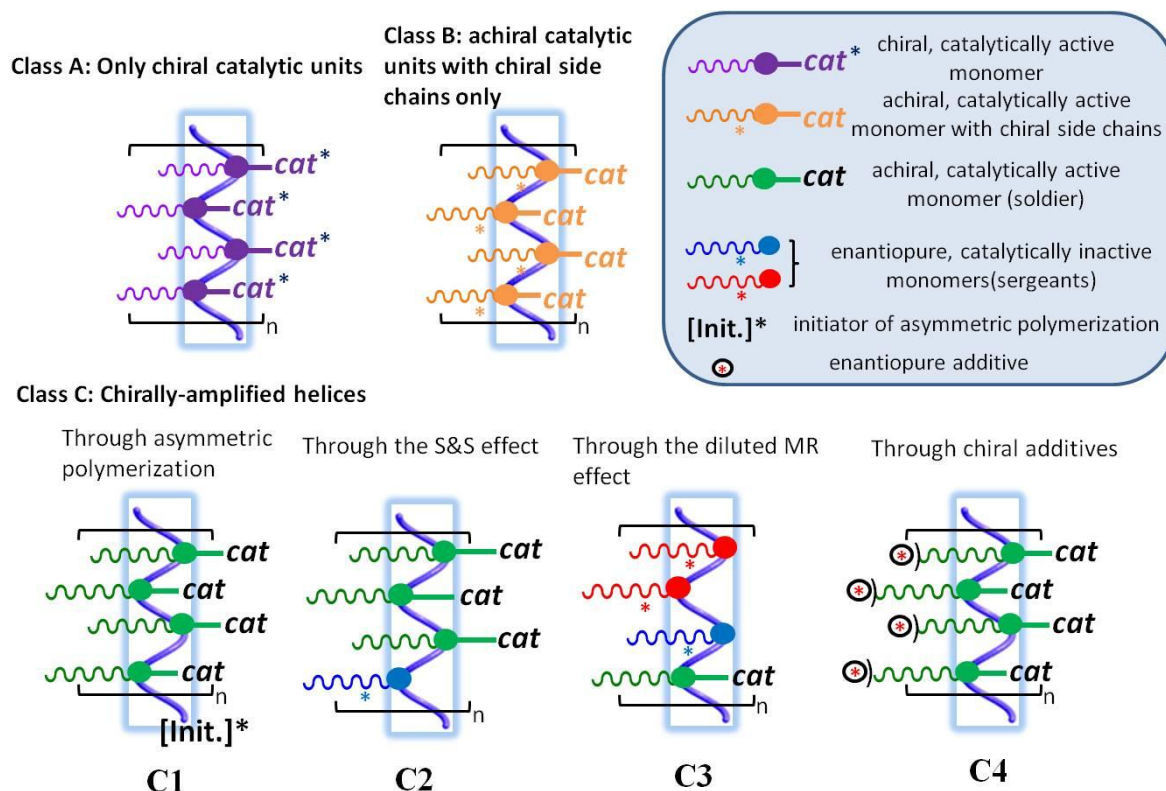 Class A: Only chiral catalytic units
Class B: achiral catalytic
units with chiral side
chains only
cat*
cat*
cat*
cat*
n
cat
cat
cat
cat
*
*
*
*
n
cat*
chiral, catalytically active
monomer
*
cat
achiral, catalytically active
monomer with chiral side chains
cat
achiral, catalytically active
monomer (soldier)
*
*
enantiopure, catalytically inactive
monomers(sergeants)
[Init.]*
initiator of asymmetric polymerization
*
enantiopure additive
Class C: Chirally-amplified helices
Through asymmetric
polymerization
cat
cat
cat
cat
n
[Init.]*
C1
Through the S&S effect
cat
cat
cat
*
n
C2
Through the diluted MR
effect
*
*
*
cat
n
C3
Through chiral additives
*
cat
*
cat
*
cat
*
cat
n
C4